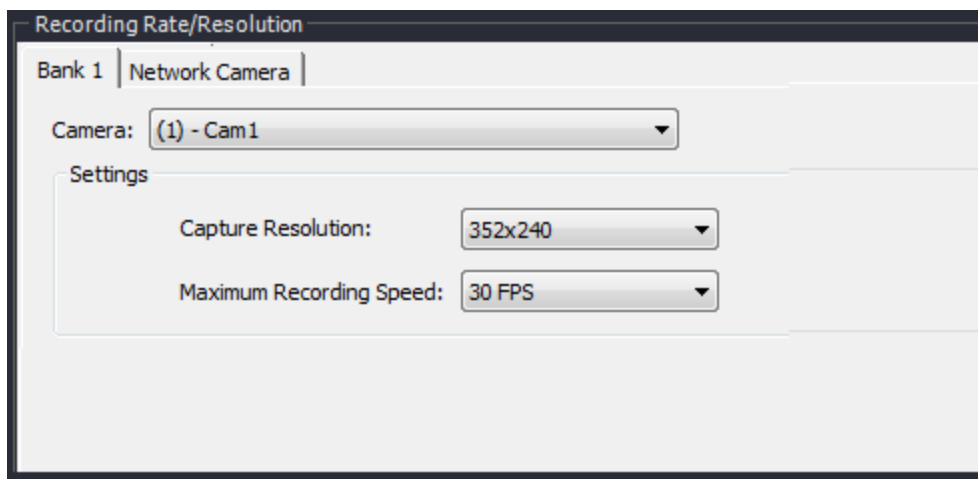 Recording Rate/Resolution
Bank 1 Network Camera
Camera: (1) - Cam1
Settings
Capture Resolution: 352x240
Maximum Recording Speed: 30 FPS